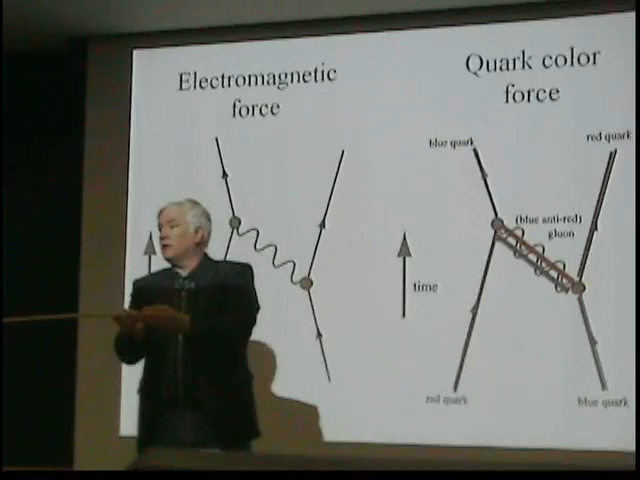 Electromagnetic
force
Quark color
force
blue quark
red quark
(blue anti-red)
gluon
time
red quark
blue quark